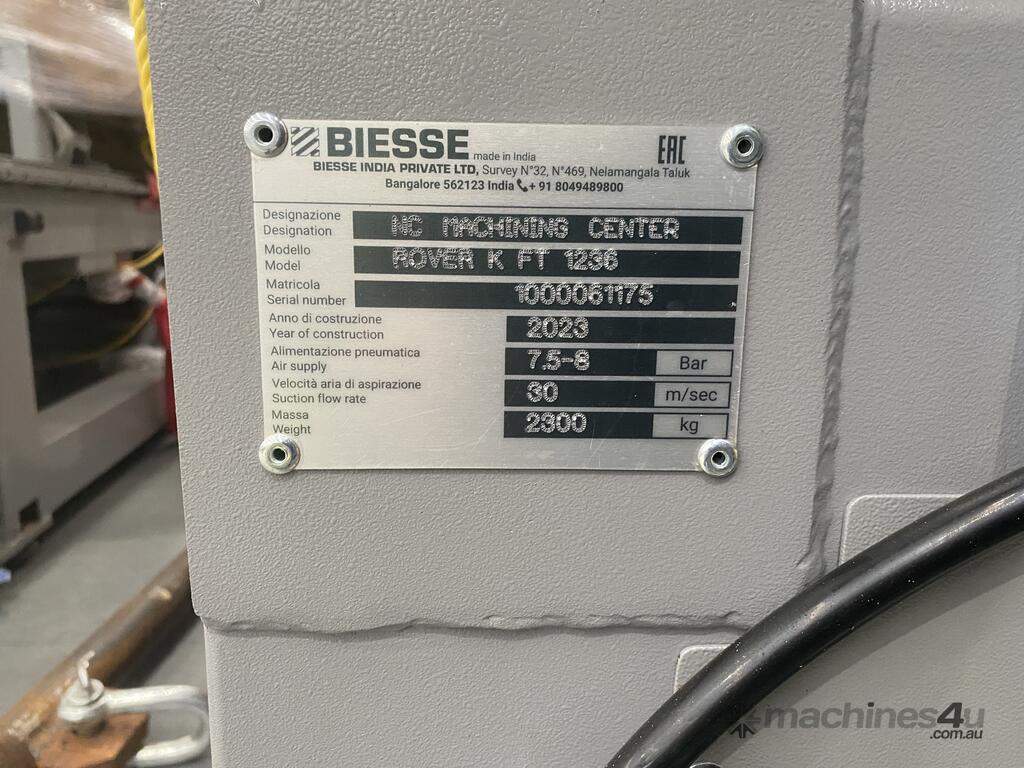 BIESSE made in India EAC
BIESSE INDIA PRIVATE LTD, Survey N°32, N°469, Nelamangala Taluk
Bangalore 562123 India + 91 8049489800
Designazione
Designation NC MACHINING CENTER
Modello
Model ROVER K FT 1236
Matricola
Serial number 1000061175
Anno di costruzione
Year of construction 2023
Alimentazione pneumatica
Air supply 7.5-8 Bar
Velocità aria di aspirazione
Suction flow rate 30 m/sec
Massa
Weight 2300 kg
machines4u
.com.au